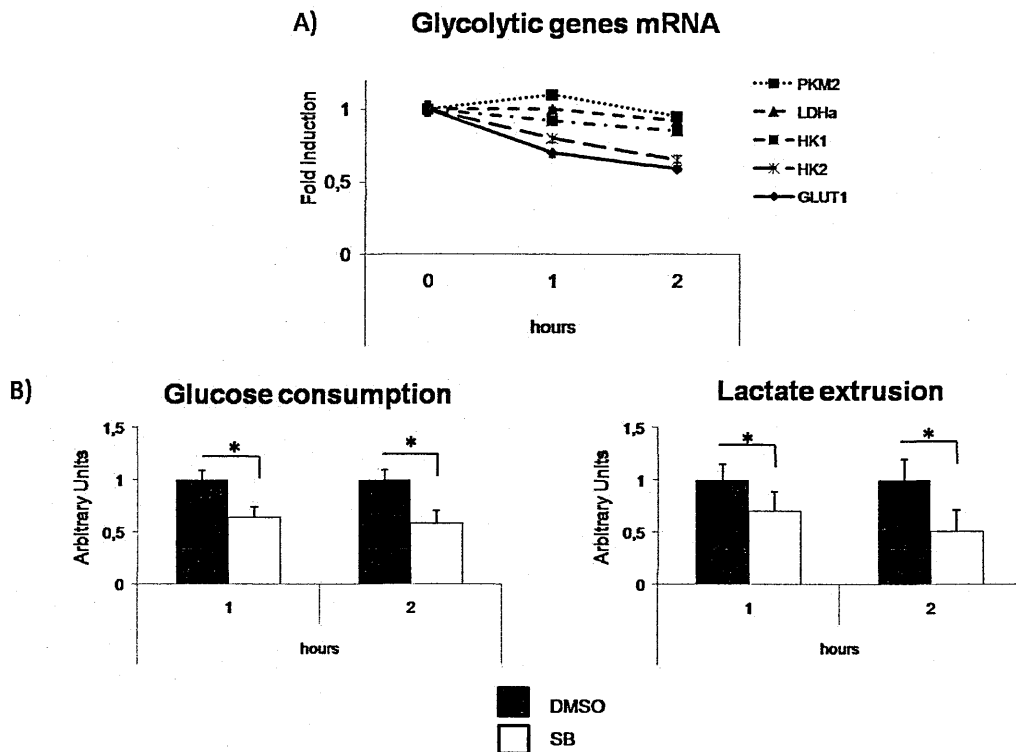 A) Glycolytic genes mRNA
Fold induction
1
0,5
0
0 1 2
hours
PKM2
LDHa
HK1
HK2
GLUT1
B) Glucose consumption
Arbitrary Units
1,5
1
0,5
0
* *
1 2
hours
Lactate extrusion
Arbitrary Units
1,5
1
0,5
0
* *
1 2
hours
DMSO
SB